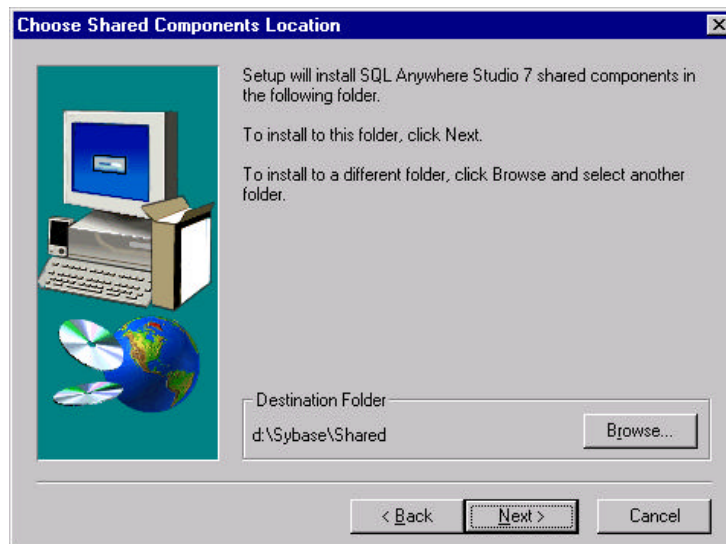 Choose Shared Components Location
Setup will install SQL Anywhere Studio 7 shared components in
the following folder.
To install to this folder, click Next.
To install to a different folder, click Browse and select another
folder.
Destination Folder
d:\Sybase\Shared
Browse...
< Back
Next >
Cancel